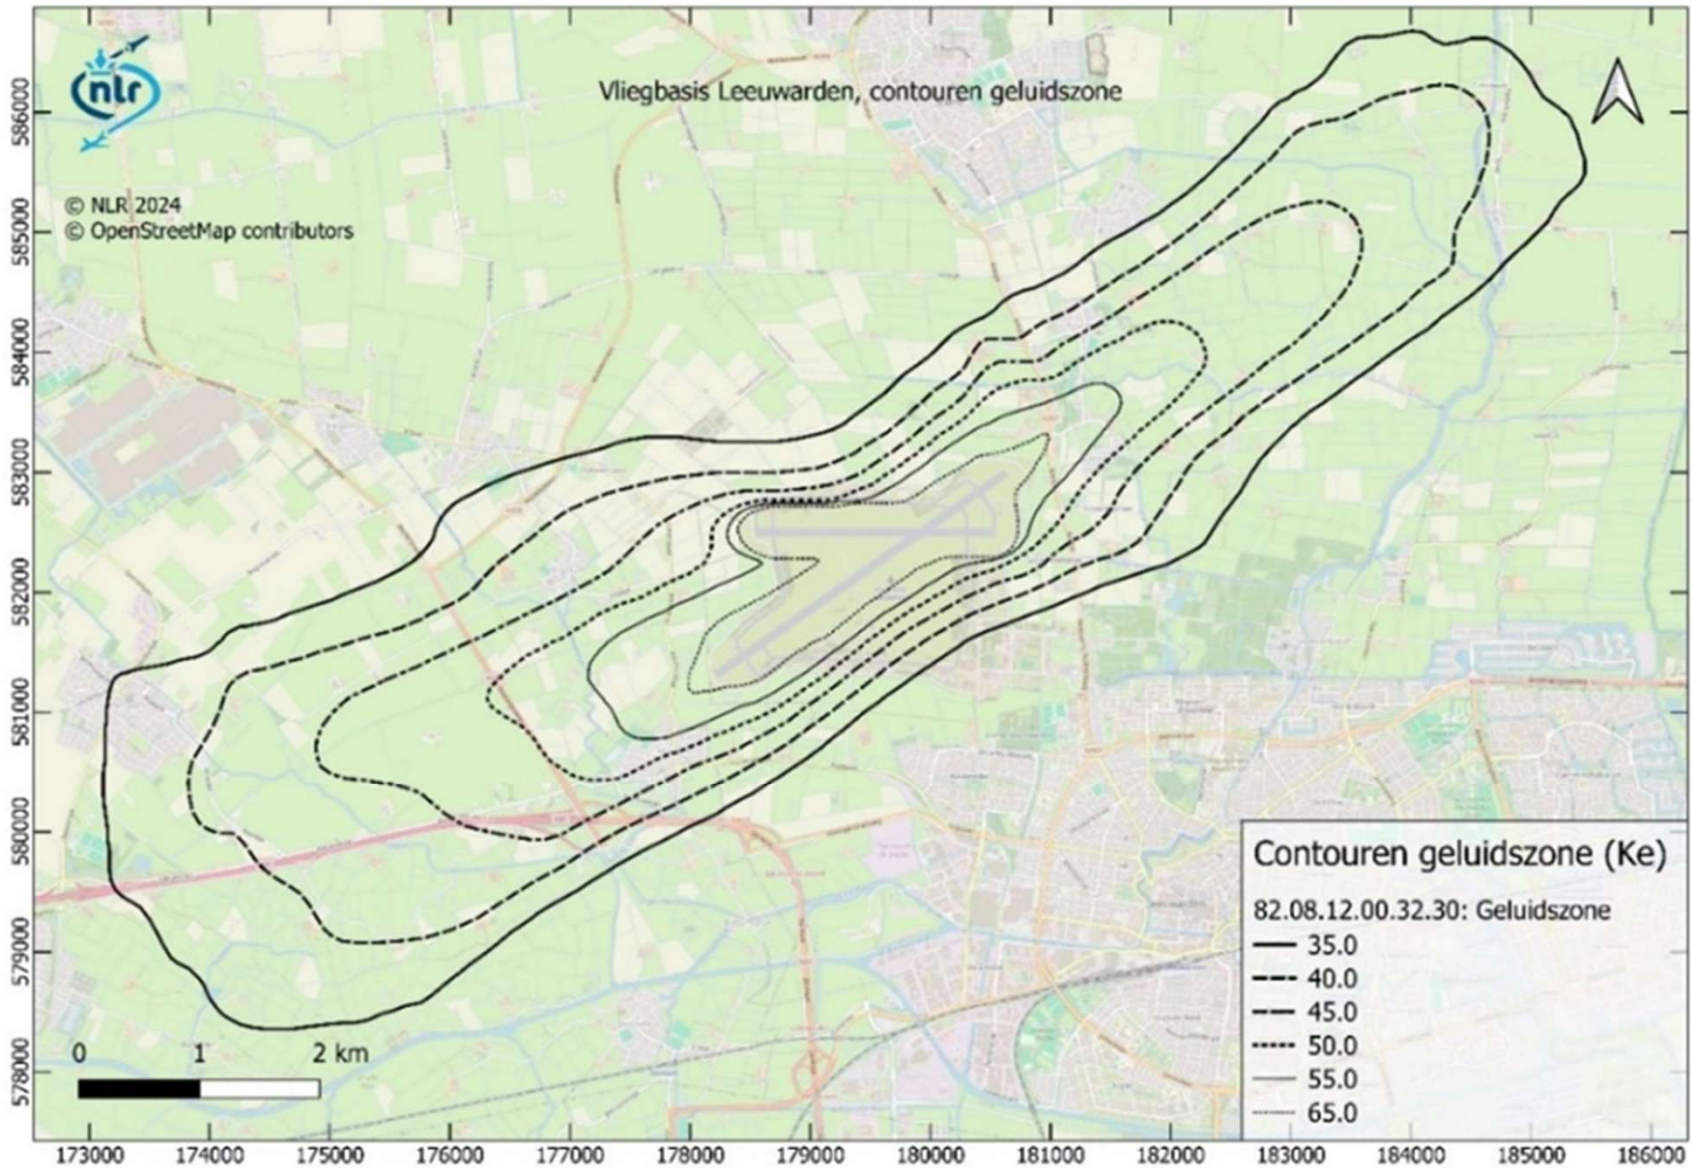 nlr
Vliegbasis Leeuwarden, contouren geluidszone
© NLR 2024
© OpenStreetMap contributors
586000
585000
584000
583000
582000
581000
580000
579000
578000
Contouren geluidszone (Ke)
82.08.12.00.32.30: Geluidszone
35.0
40.0
45.0
50.0
55.0
65.0
0 1 2 km
173000 174000 175000 176000 177000 178000 179000 180000 181000 182000 183000 184000 185000 186000